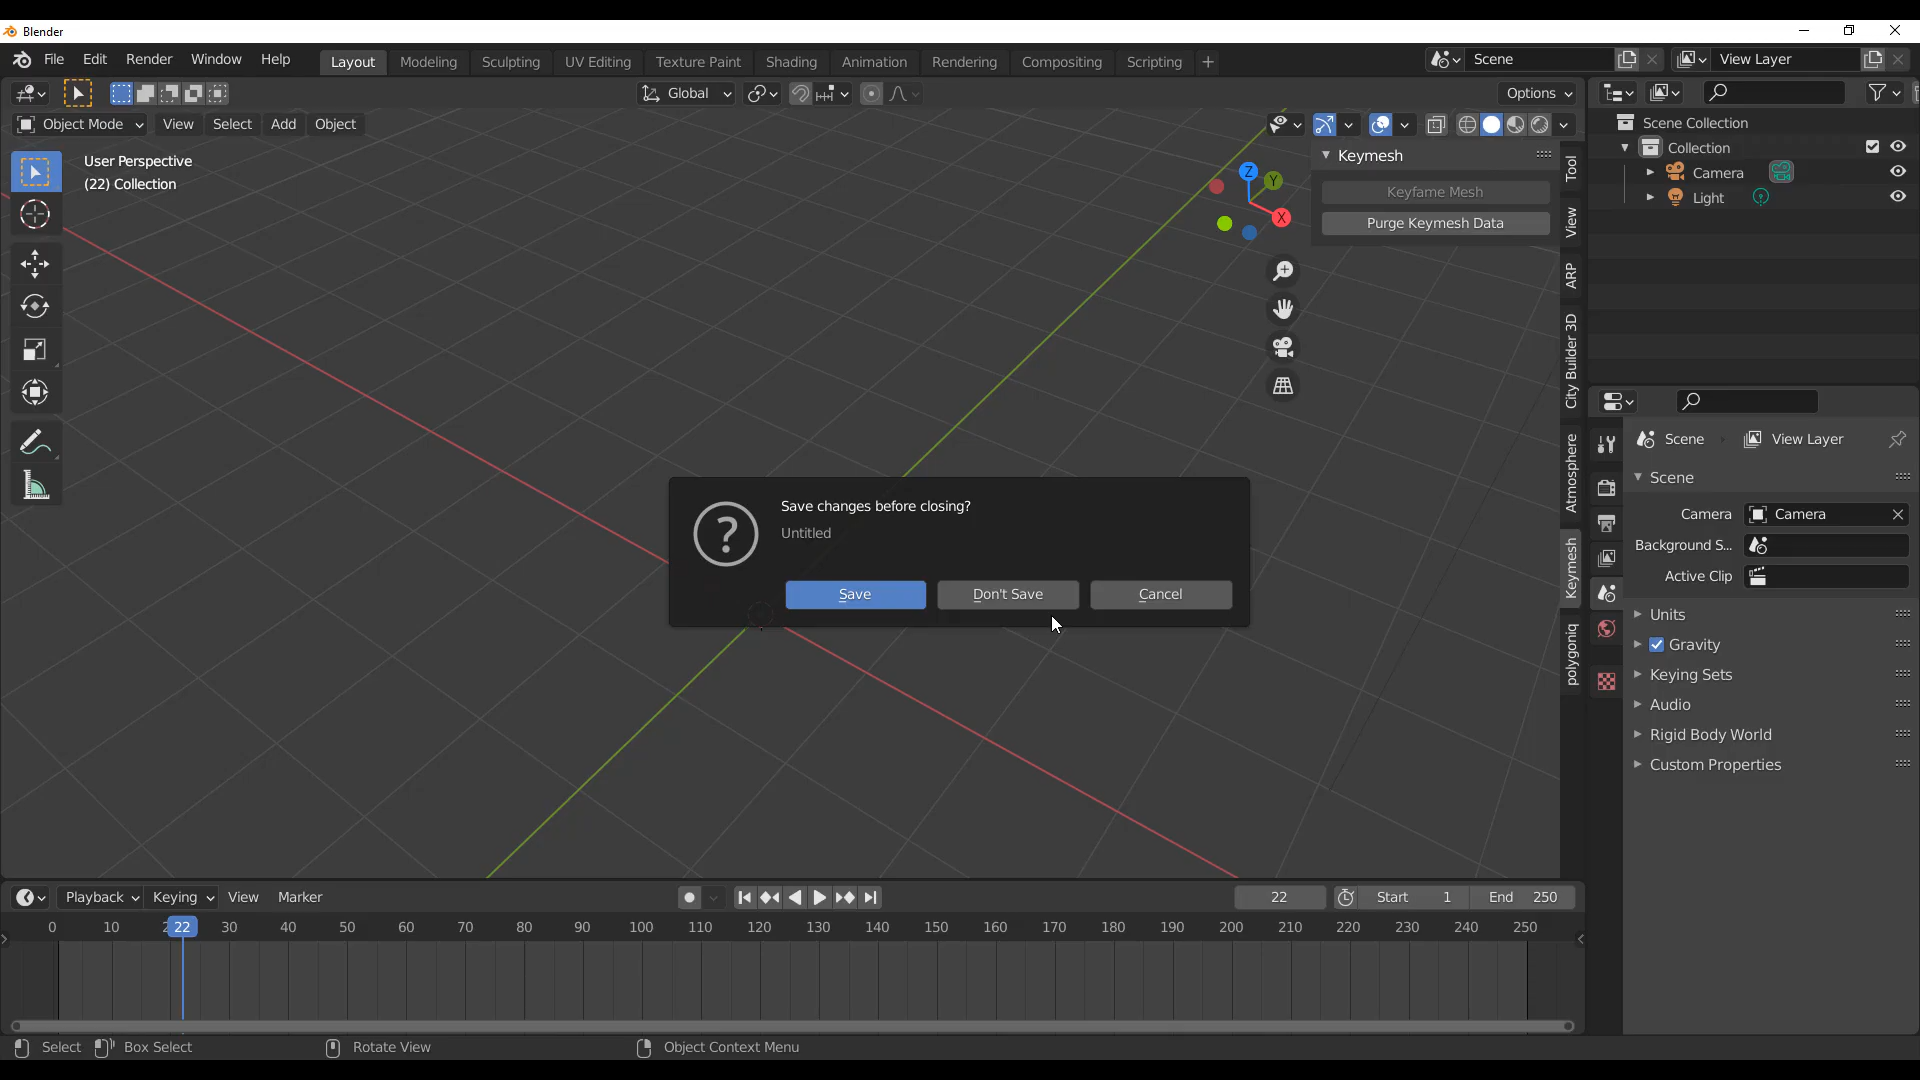 Blender
File Edit Render Window Help Layout Modeling Sculpting UV Editing Texture Paint Shading Animation Rendering Compositing Scripting + Scene View Layer
Global Options
Object Mode View Select Add Object
User Perspective
(22) Collection
Z
Y
X
Keymesh
Keyfame Mesh
Purge Keymesh Data
Tool
View
ARP
City Builder 3D
Atmosphere
Keymesh
polygoniq
Scene Collection
Collection
Camera
Light
Scene View Layer
Scene
Camera Camera
Background S...
Active Clip
Units
Gravity
Keying Sets
Audio
Rigid Body World
Custom Properties
?
Save changes before closing?
Untitled
Save Don't Save Cancel
Playback Keying View Marker 22 Start 1 End 250
0 10 22 30 40 50 60 70 80 90 100 110 120 130 140 150 160 170 180 190 200 210 220 230 240 250
Select Box Select Rotate View Object Context Menu